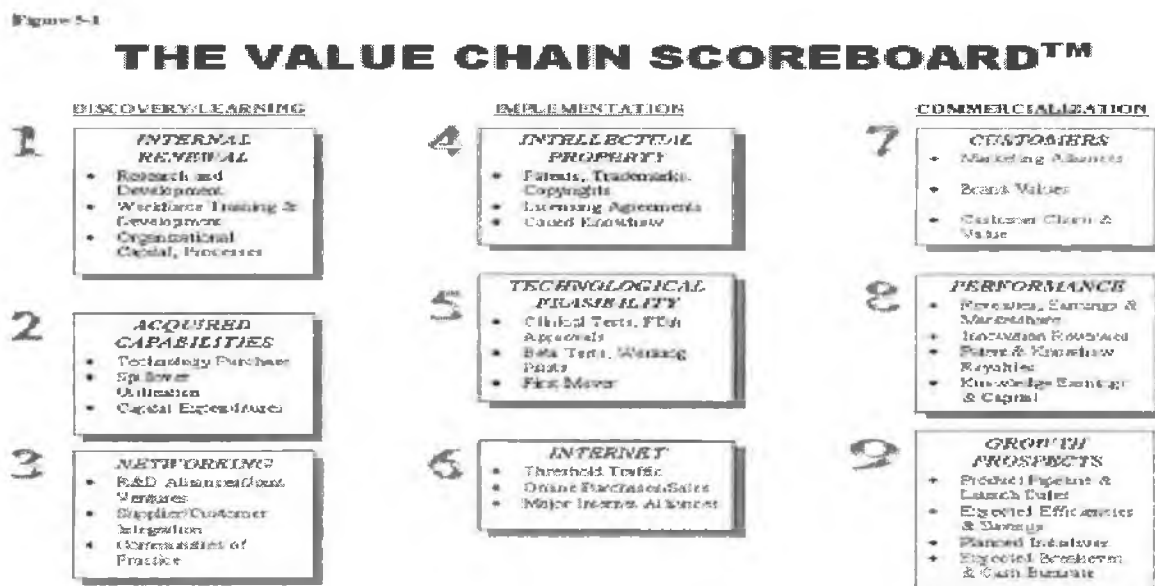 Figure 5-1
THE VALUE CHAIN SCOREBOARD™
DISCOVERY/LEARNING
1
INTERNAL
RENEWAL
• Research and
Development
• Workforce Training &
Development
• Organizational
Capital, Processes
2
ACQUIRED
CAPABILITIES
• Technology Purchase
• Spillover
Utilization
• Capital Expenditures
3
NETWORKING
• R&D Alliances/Joint
Ventures
• Supplier/Customer
Integration
• Communities of
Practice
IMPLEMENTATION
4
INTELLECTUAL
PROPERTY
• Patents, Trademarks,
Copyrights
• Licensing Agreements
• Coded Knowhow
5
TECHNOLOGICAL
FEASIBILITY
• Clinical Tests, FDA
Approvals
• Beta Tests, Working
• First Mover
6
INTERNET
• Threshold Traffic
• Online Purchases/Sales
• Major Internet Alliances
COMMERCIALIZATION
7
CUSTOMERS
• Marketing Alliances
• Brand Values
• Customer Churn &
Value
8
PERFORMANCE
• Revenues, Earnings &
Marketshare
• Innovation Revenues
• Patent & Knowhow
Royalties
• Knowledge Earnings
& Capital
9
GROWTH
PROSPECTS
• Product Pipeline &
Launch Dates
• Expected Efficiencies
& Savings
• Planned Initiatives
• Expected Breakeven
& Cash Burnrate